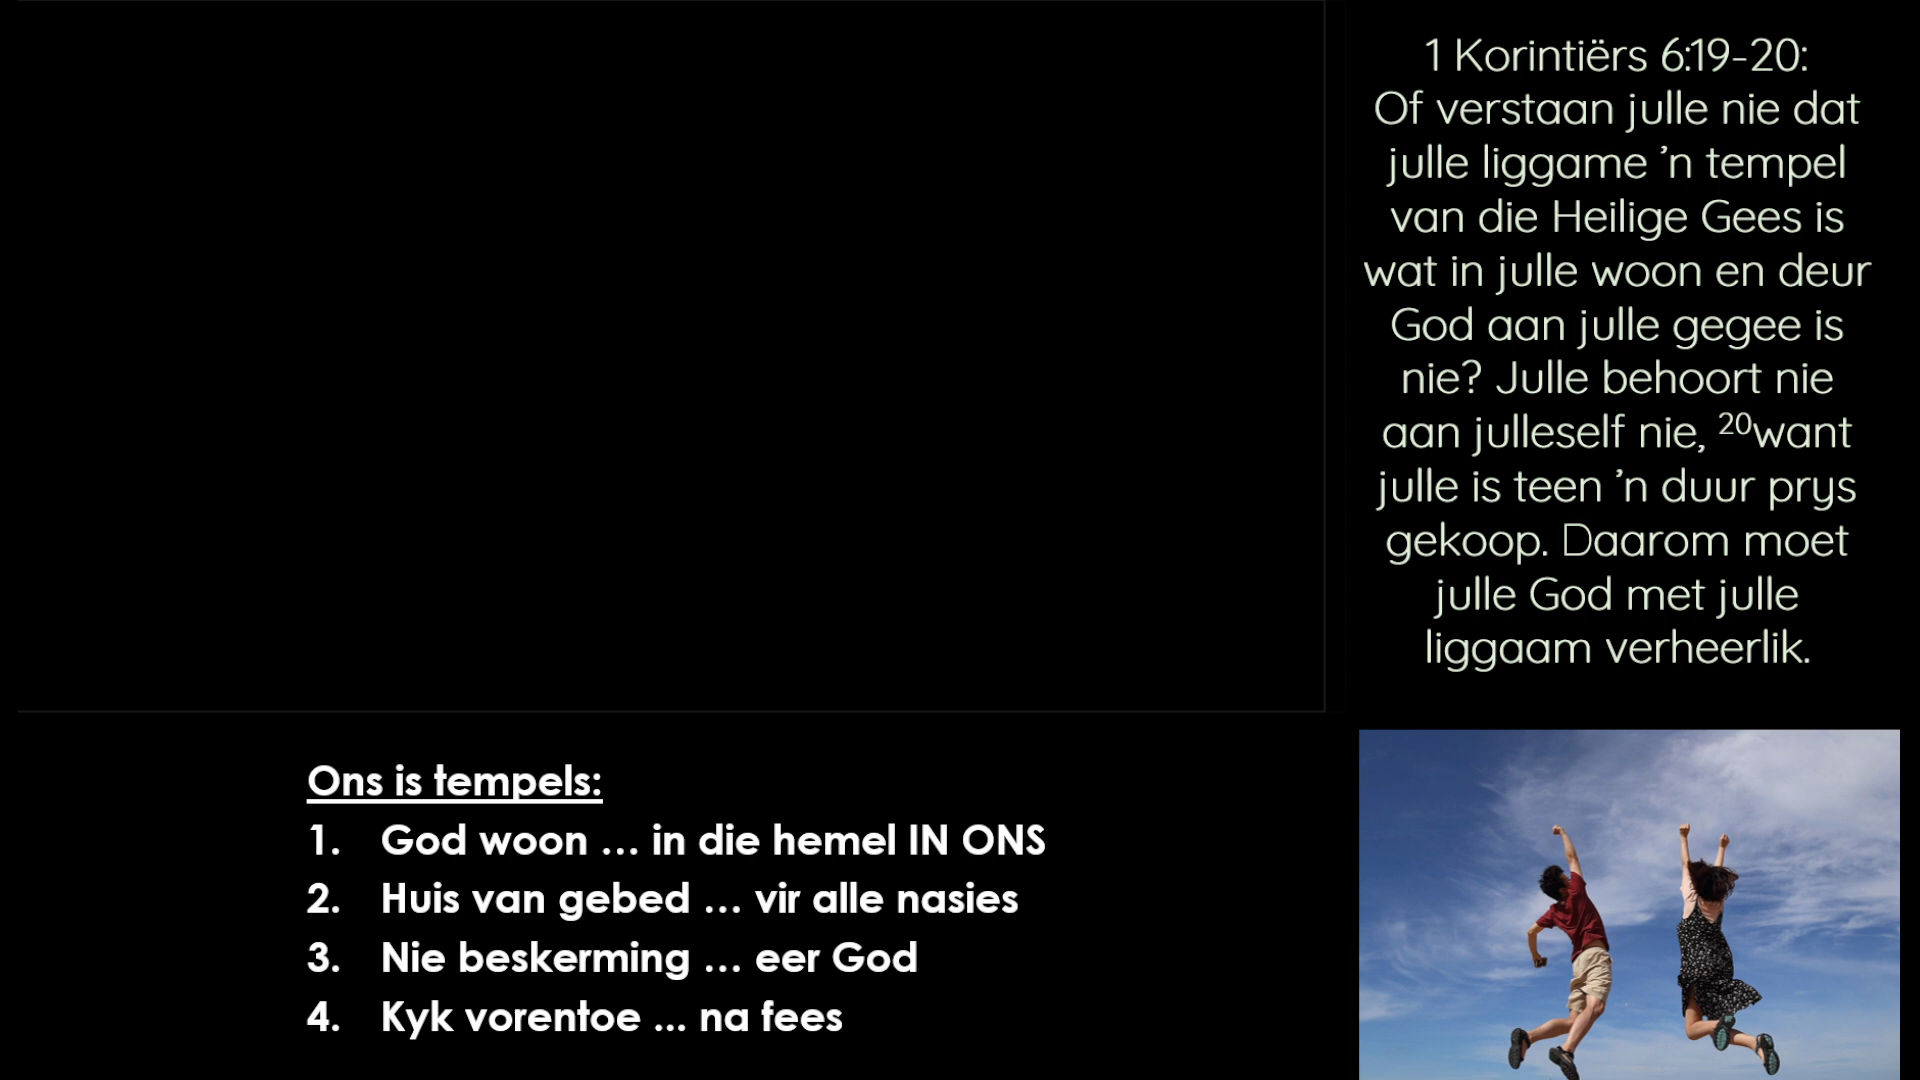 1 Korintiërs 6:19-20:
Of verstaan julle nie dat
julle liggame ’n tempel
van die Heilige Gees is
wat in julle woon en deur
God aan julle gegee is
nie? Julle behoort nie
aan julleself nie, ²⁰want
julle is teen ’n duur prys
gekoop. Daarom moet
julle God met julle
liggaam verheerlik.
Ons is tempels:
1. God woon … in die hemel IN ONS
2. Huis van gebed … vir alle nasies
3. Nie beskerming … eer God
4. Kyk vorentoe ... na fees